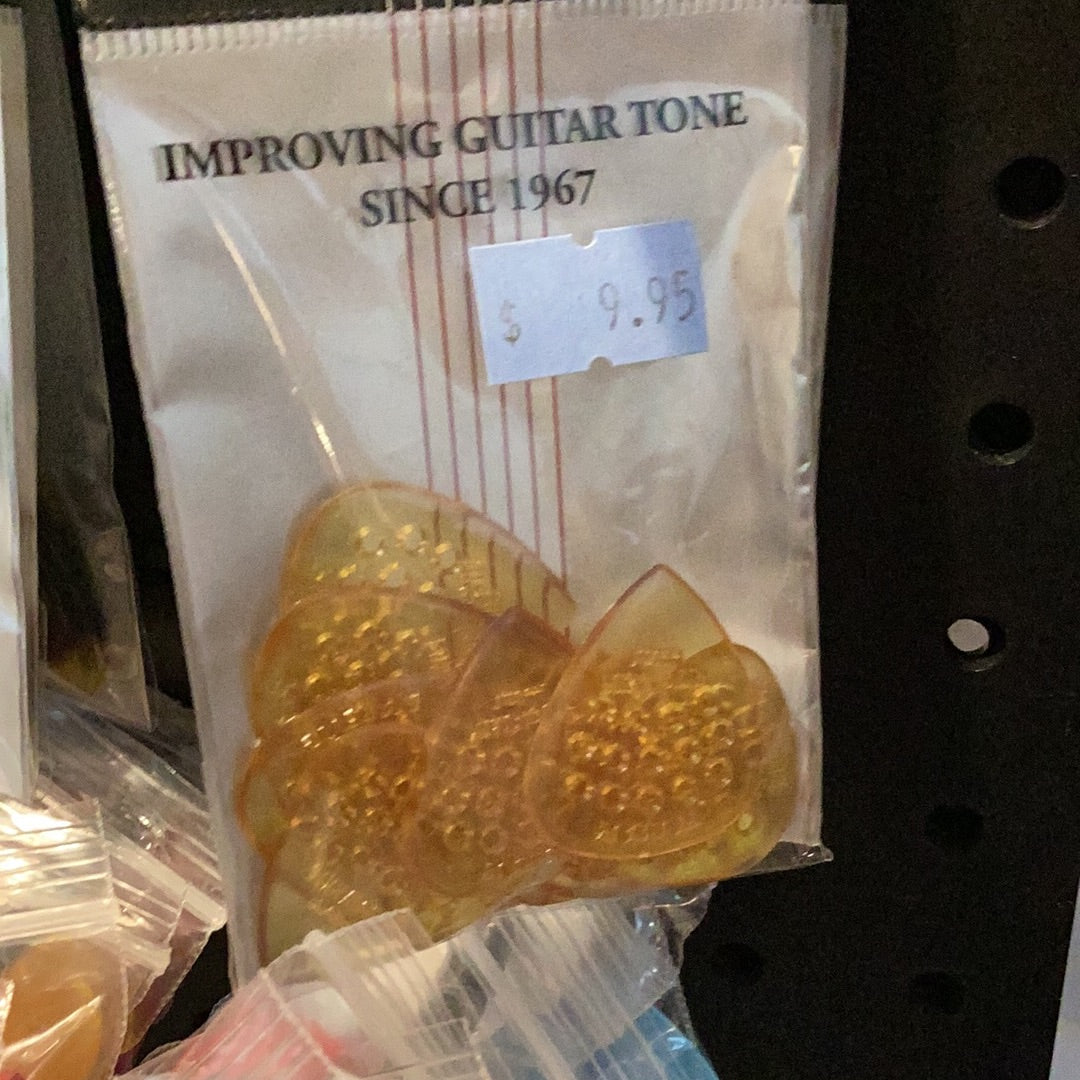 IMPROVING GUITAR TONE
SINCE 1967
$ 9.95